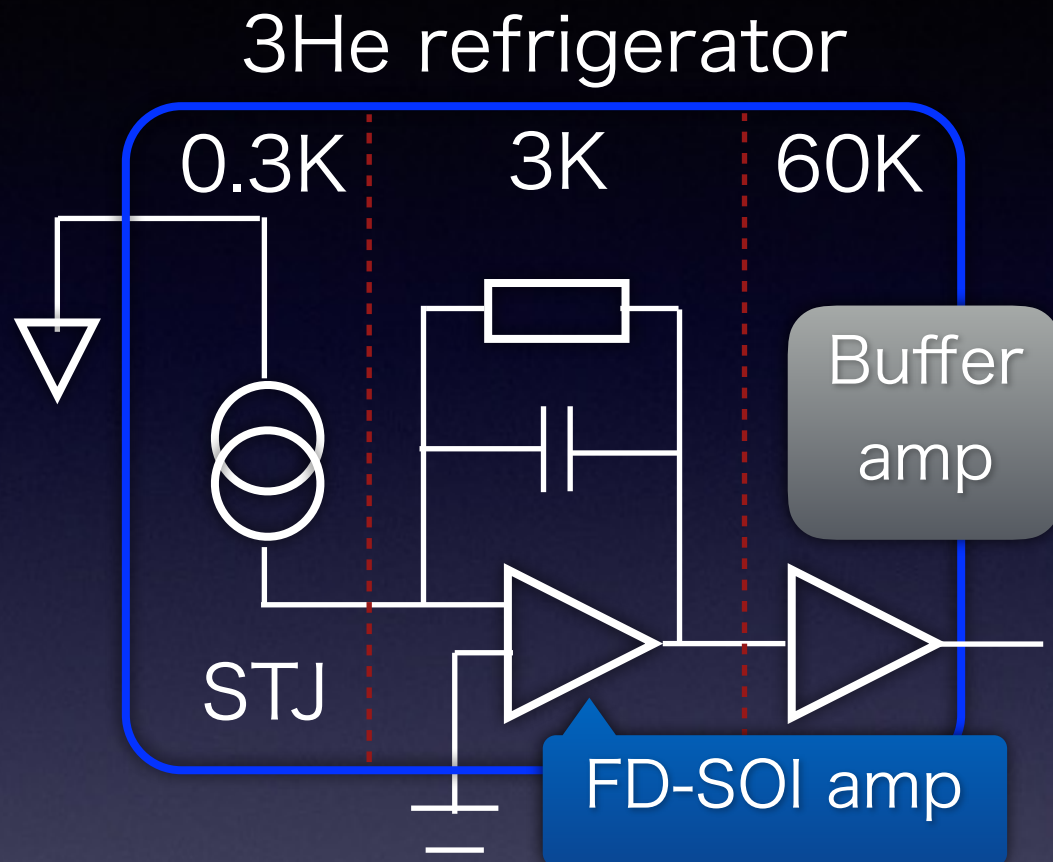 3He refrigerator
0.3K
3K
60K
Buffer
amp
STJ
FD-SOI amp